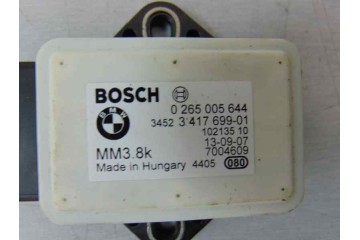 BOSCH
BMW
0 265 005 644
3452 3 417 699-01
102135 10
13-09-07
MM3.8k 7004609
Made in Hungary 4405 080